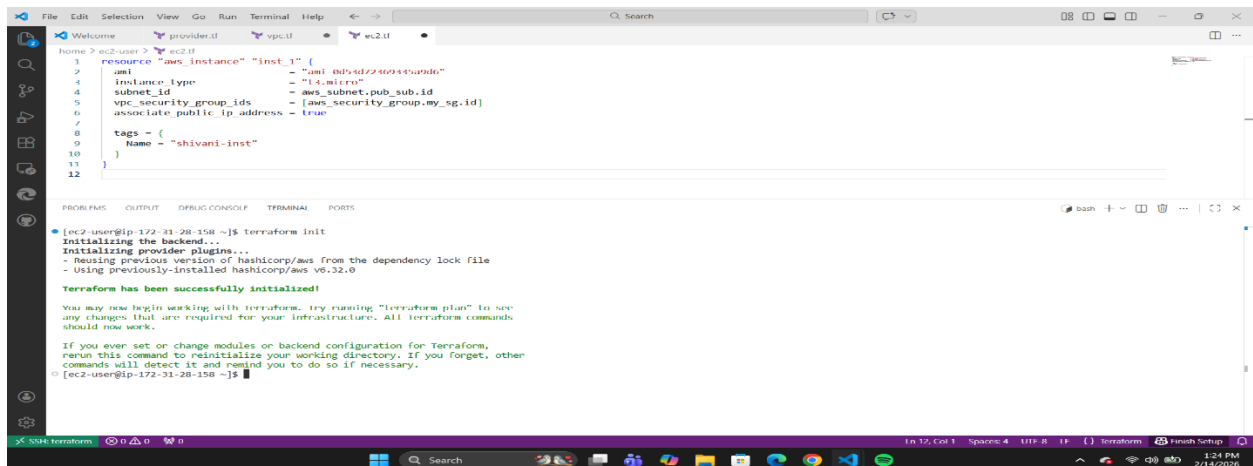 File Edit Selection View Go Run Terminal Help
Search
Welcome provider.tf vpc.tf ec2.tf
home > ec2-user > ec2.tf
1 resource "aws_instance" "inst_1" {
2 ami =
3 instance_type = "t3.micro"
4 subnet_id = aws_subnet.pub_sub.id
5 vpc_security_group_ids = [aws_security_group.my_sg.id]
6 associate_public_ip_address = true
7
8 tags = {
9 Name = "shivani-inst"
10 }
11 }
12
PROBLEMS OUTPUT DEBUG CONSOLE TERMINAL PORTS
bash
[ec2-user@ip-172-31-28-158 ~]$ terraform init
Initializing the backend...
Initializing provider plugins...
- Reusing previous version of hashicorp/aws from the dependency lock file
- Using previously-installed hashicorp/aws v6.32.0
Terraform has been successfully initialized!
You may now begin working with Terraform. Try running "terraform plan" to see
any changes that are required for your infrastructure. All Terraform commands
should now work.
If you ever set or change modules or backend configuration for Terraform,
rerun this command to reinitialize your working directory. If you forget, other
commands will detect it and remind you to do so if necessary.
[ec2-user@ip-172-31-28-158 ~]$
SSH: terraform 0 0 0 Ln 12, Col 1 Spaces: 4 UTF-8 LF {} Terraform Finish Setup
Search
1:24 PM
2/14/2026